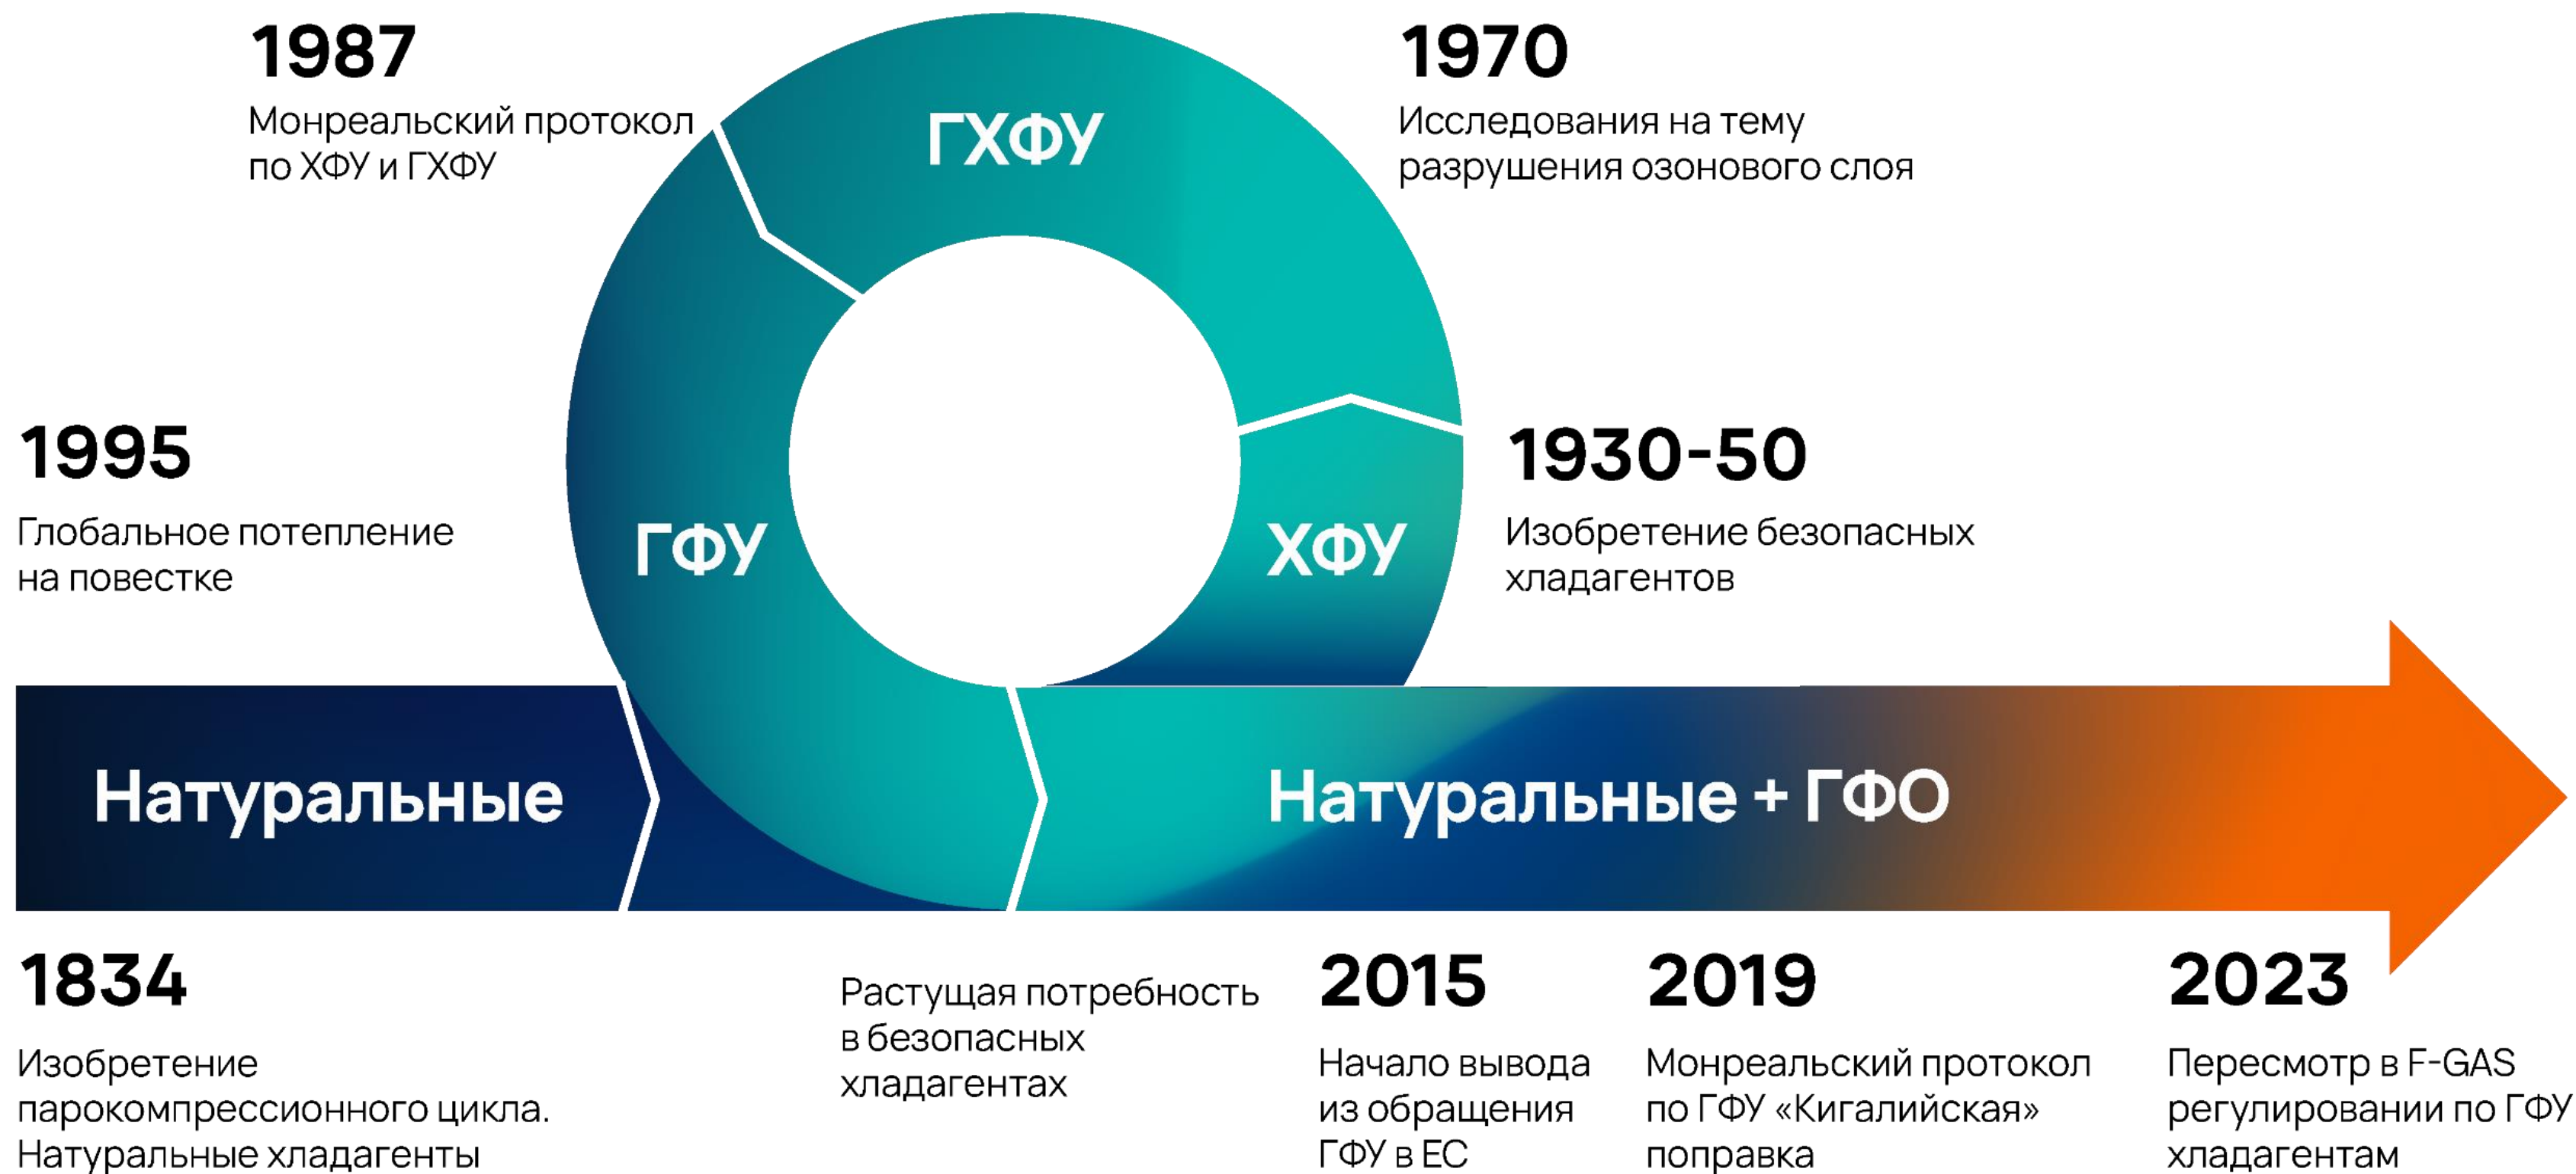 1987
Монреальский протокол
по ХФУ и ГХФУ
ГХФУ
1970
Исследования на тему
разрушения озонового слоя
1995
Глобальное потепление
на повестке
ГФУ
ХФУ
1930-50
Изобретение безопасных
хладагентов
Натуральные
Натуральные + ГФО
1834
Изобретение
парокомпрессионного цикла.
Натуральные хладагенты
Растущая потребность
в безопасных
хладагентах
2015
Начало вывода
из обращения
ГФУ в ЕС
2019
Монреальский протокол
по ГФУ «Кигалийская»
поправка
2023
Пересмотр в F-GAS
регулировании по ГФУ
хладагентам